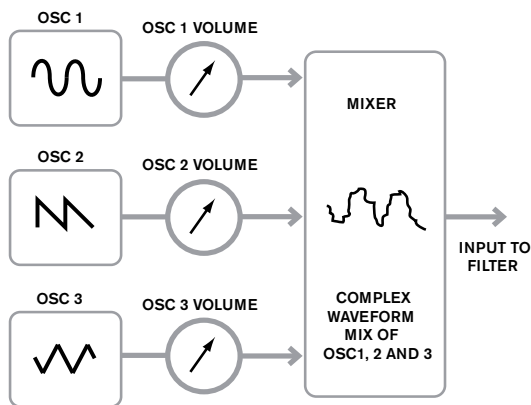 OSC 1
OSC 1 VOLUME
MIXER
OSC 2
OSC 2 VOLUME
INPUT TO
FILTER
OSC 3
OSC 3 VOLUME
COMPLEX
WAVEFORM
MIX OF
OSC1, 2 AND 3